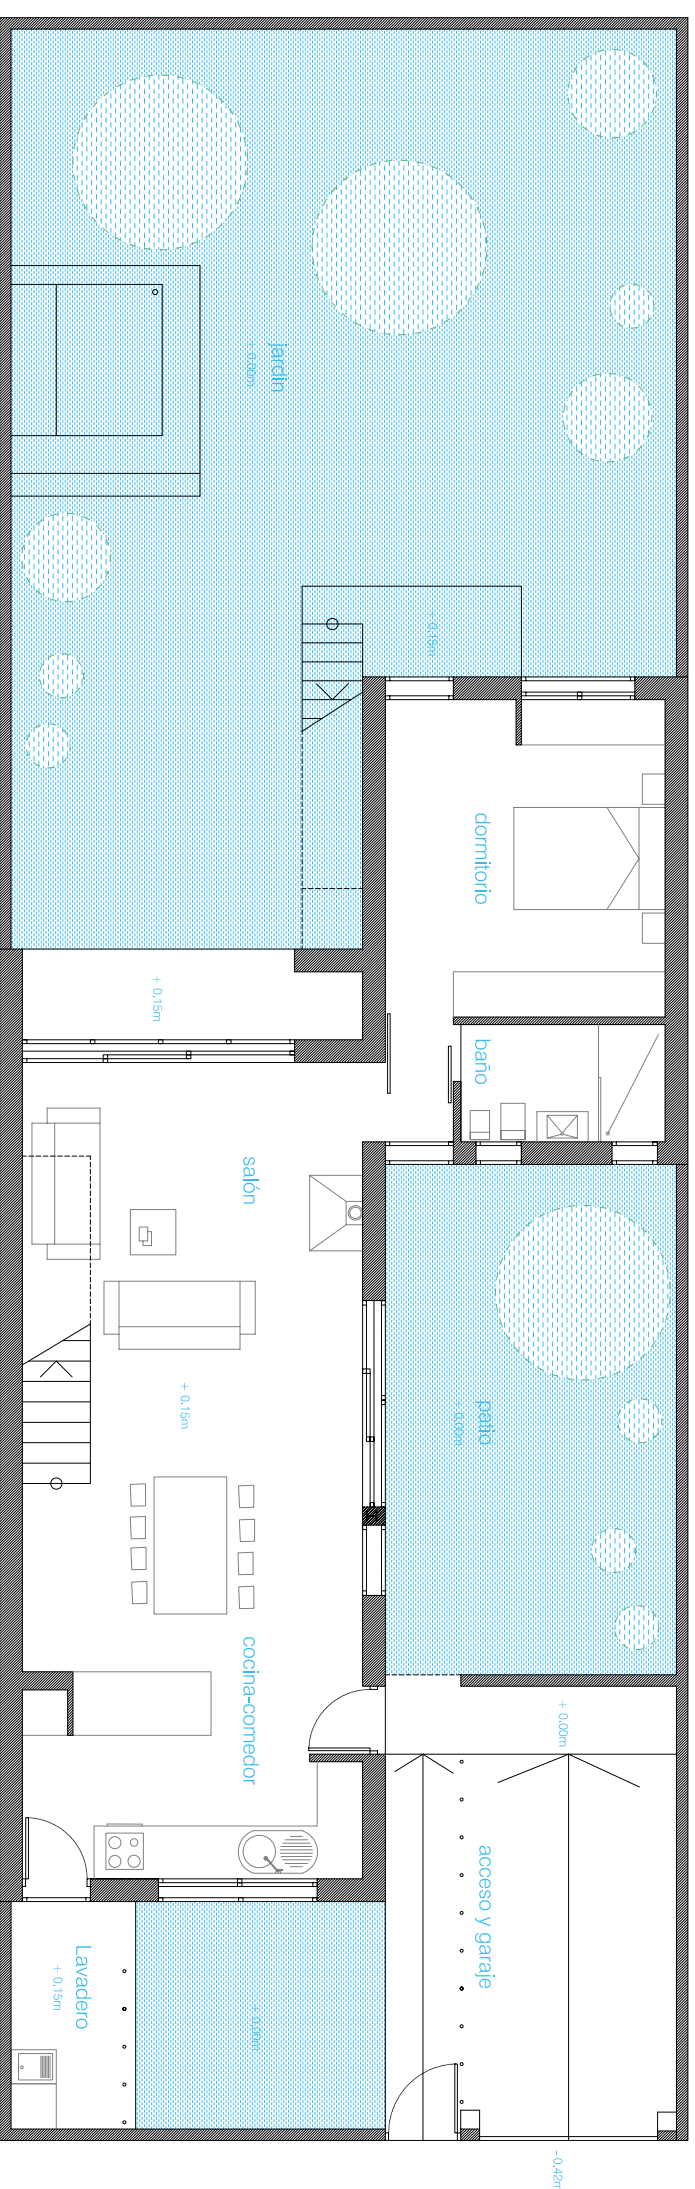 jardin
+ 0.00m
+ 0.15m
dormitorio
+ 0.15m
baño
salón
+ 0.15m
patio
0.00m
cocina-comedor
+ 0.00m
acceso y garaje
Lavadero
+ 0.15m
+ 0.00m
- 0.42m